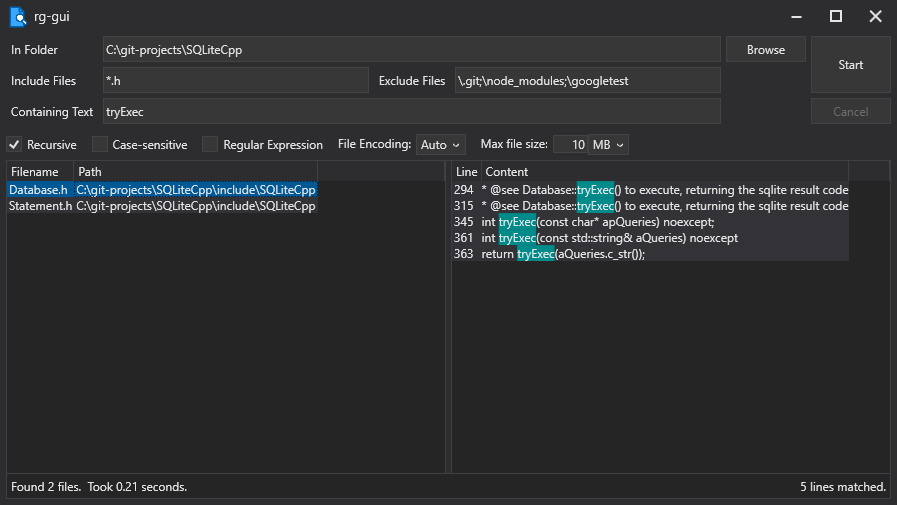 rg-gui
In Folder C:\git-projects\SQLiteCpp Browse Start
Include Files *.h Exclude Files \.git;\node_modules;\googletest
Containing Text tryExec Cancel
Recursive Case-sensitive Regular Expression File Encoding: Auto Max file size: 10 MB
Filename Path
Database.h C:\git-projects\SQLiteCpp\include\SQLiteCpp
Statement.h C:\git-projects\SQLiteCpp\include\SQLiteCpp
Line Content
294 * @see Database::tryExec() to execute, returning the sqlite result code
315 * @see Database::tryExec() to execute, returning the sqlite result code
345 int tryExec(const char* apQueries) noexcept;
361 int tryExec(const std::string& aQueries) noexcept
363 return tryExec(aQueries.c_str());
Found 2 files. Took 0.21 seconds. 5 lines matched.